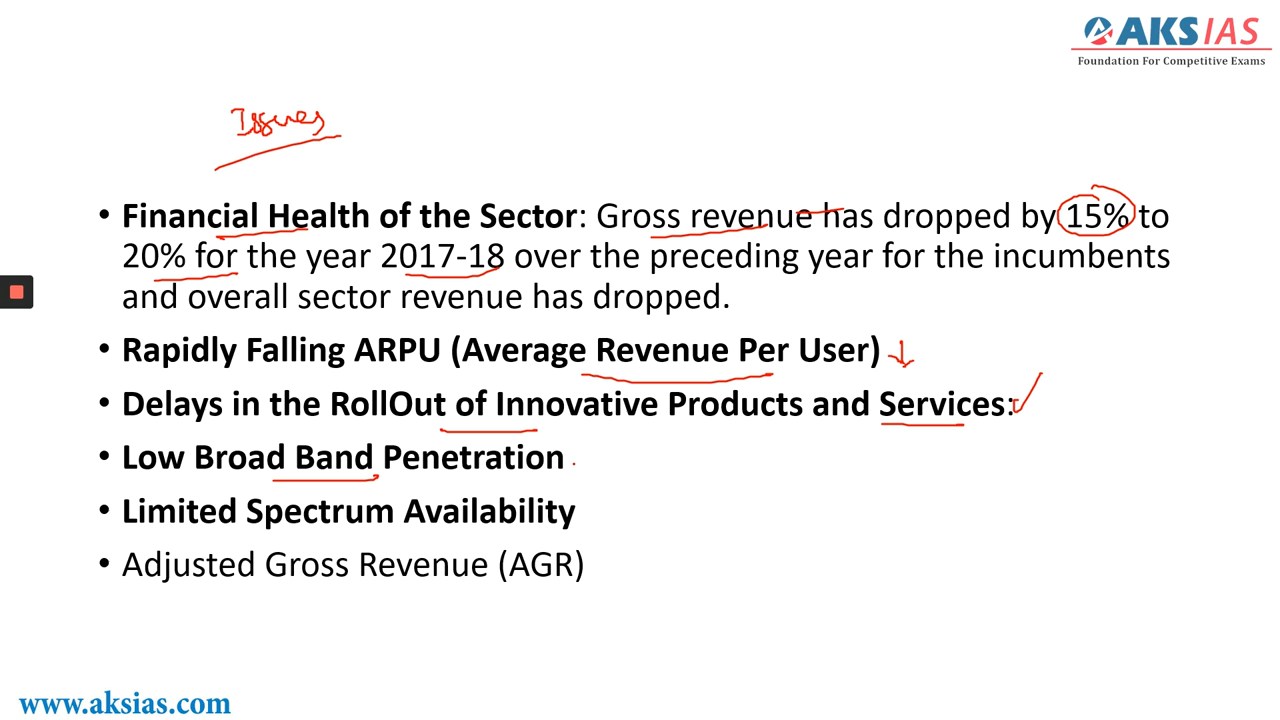 AKS IAS
Foundation For Competitive Exams
Issues
• Financial Health of the Sector: Gross revenue has dropped by 15% to
20% for the year 2017-18 over the preceding year for the incumbents
and overall sector revenue has dropped.
• Rapidly Falling ARPU (Average Revenue Per User)
• Delays in the RollOut of Innovative Products and Services:
• Low Broad Band Penetration
• Limited Spectrum Availability
• Adjusted Gross Revenue (AGR)
www.aksias.com